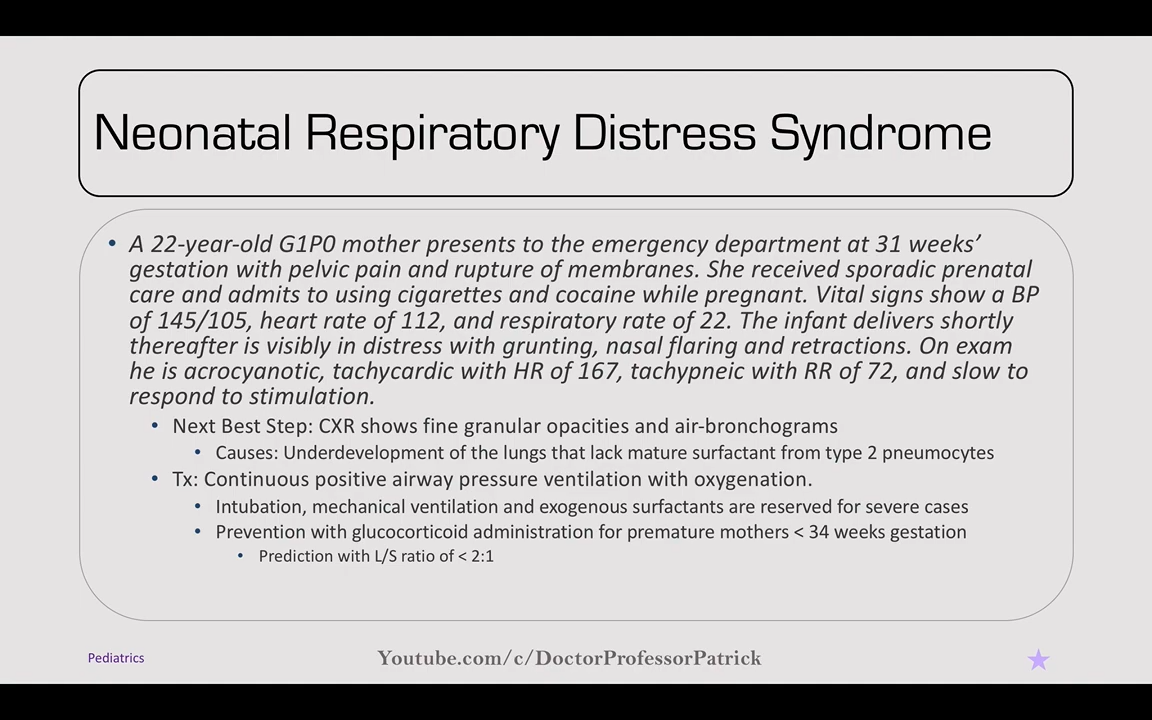 Neonatal Respiratory Distress Syndrome
• A 22-year-old G1P0 mother presents to the emergency department at 31 weeks’
gestation with pelvic pain and rupture of membranes. She received sporadic prenatal
care and admits to using cigarettes and cocaine while pregnant. Vital signs show a BP
of 145/105, heart rate of 112, and respiratory rate of 22. The infant delivers shortly
thereafter is visibly in distress with grunting, nasal flaring and retractions. On exam
he is acrocyanotic, tachycardic with HR of 167, tachypneic with RR of 72, and slow to
respond to stimulation.
• Next Best Step: CXR shows fine granular opacities and air-bronchograms
• Causes: Underdevelopment of the lungs that lack mature surfactant from type 2 pneumocytes
• Tx: Continuous positive airway pressure ventilation with oxygenation.
• Intubation, mechanical ventilation and exogenous surfactants are reserved for severe cases
• Prevention with glucocorticoid administration for premature mothers < 34 weeks gestation
• Prediction with L/S ratio of < 2:1
Pediatrics
Youtube.com/c/DoctorProfessorPatrick